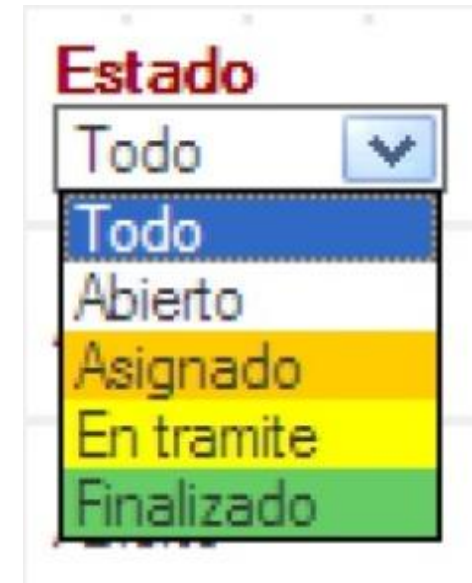 Estado
Todo
Todo
Abierto
Asignado
En tramite
Finalizado